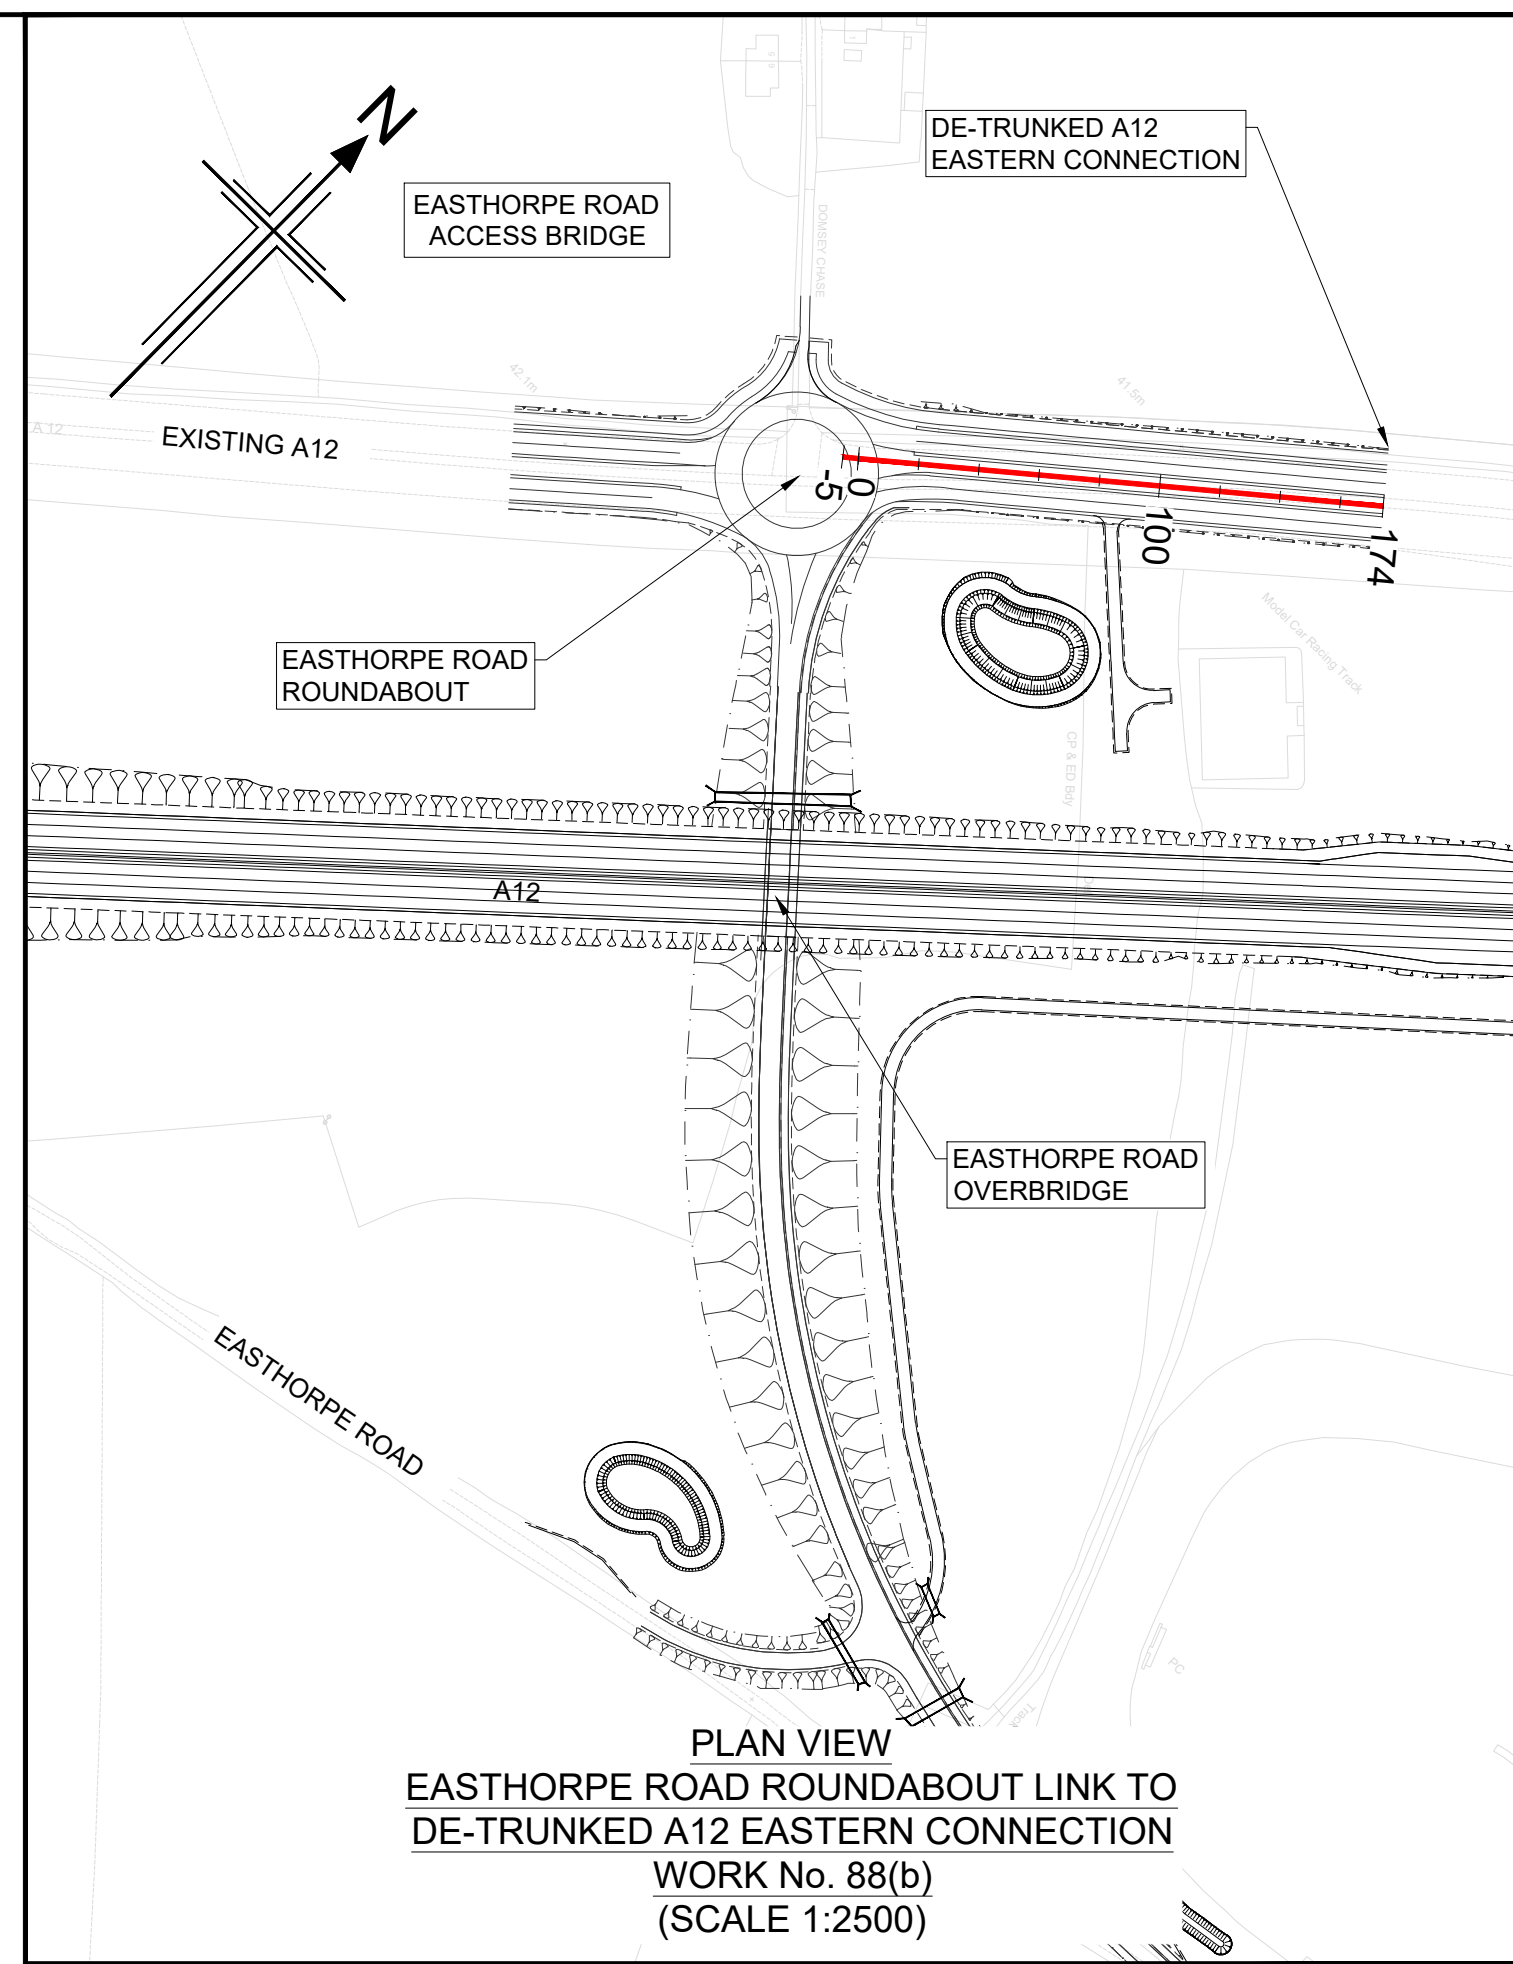 N
DE-TRUNKED A12
EASTERN CONNECTION
EASTHORPE ROAD
ACCESS BRIDGE
DOMSEY CHASE
42.1m
41.5m
A 12
EXISTING A12
-5
0
100
174
Model Car Racing Track
EASTHORPE ROAD
ROUNDABOUT
CP & ED Bdy
A12
EASTHORPE ROAD
OVERBRIDGE
EASTHORPE ROAD
PC
Track
PLAN VIEW
EASTHORPE ROAD ROUNDABOUT LINK TO
DE-TRUNKED A12 EASTERN CONNECTION
WORK No. 88(b)
(SCALE 1:2500)